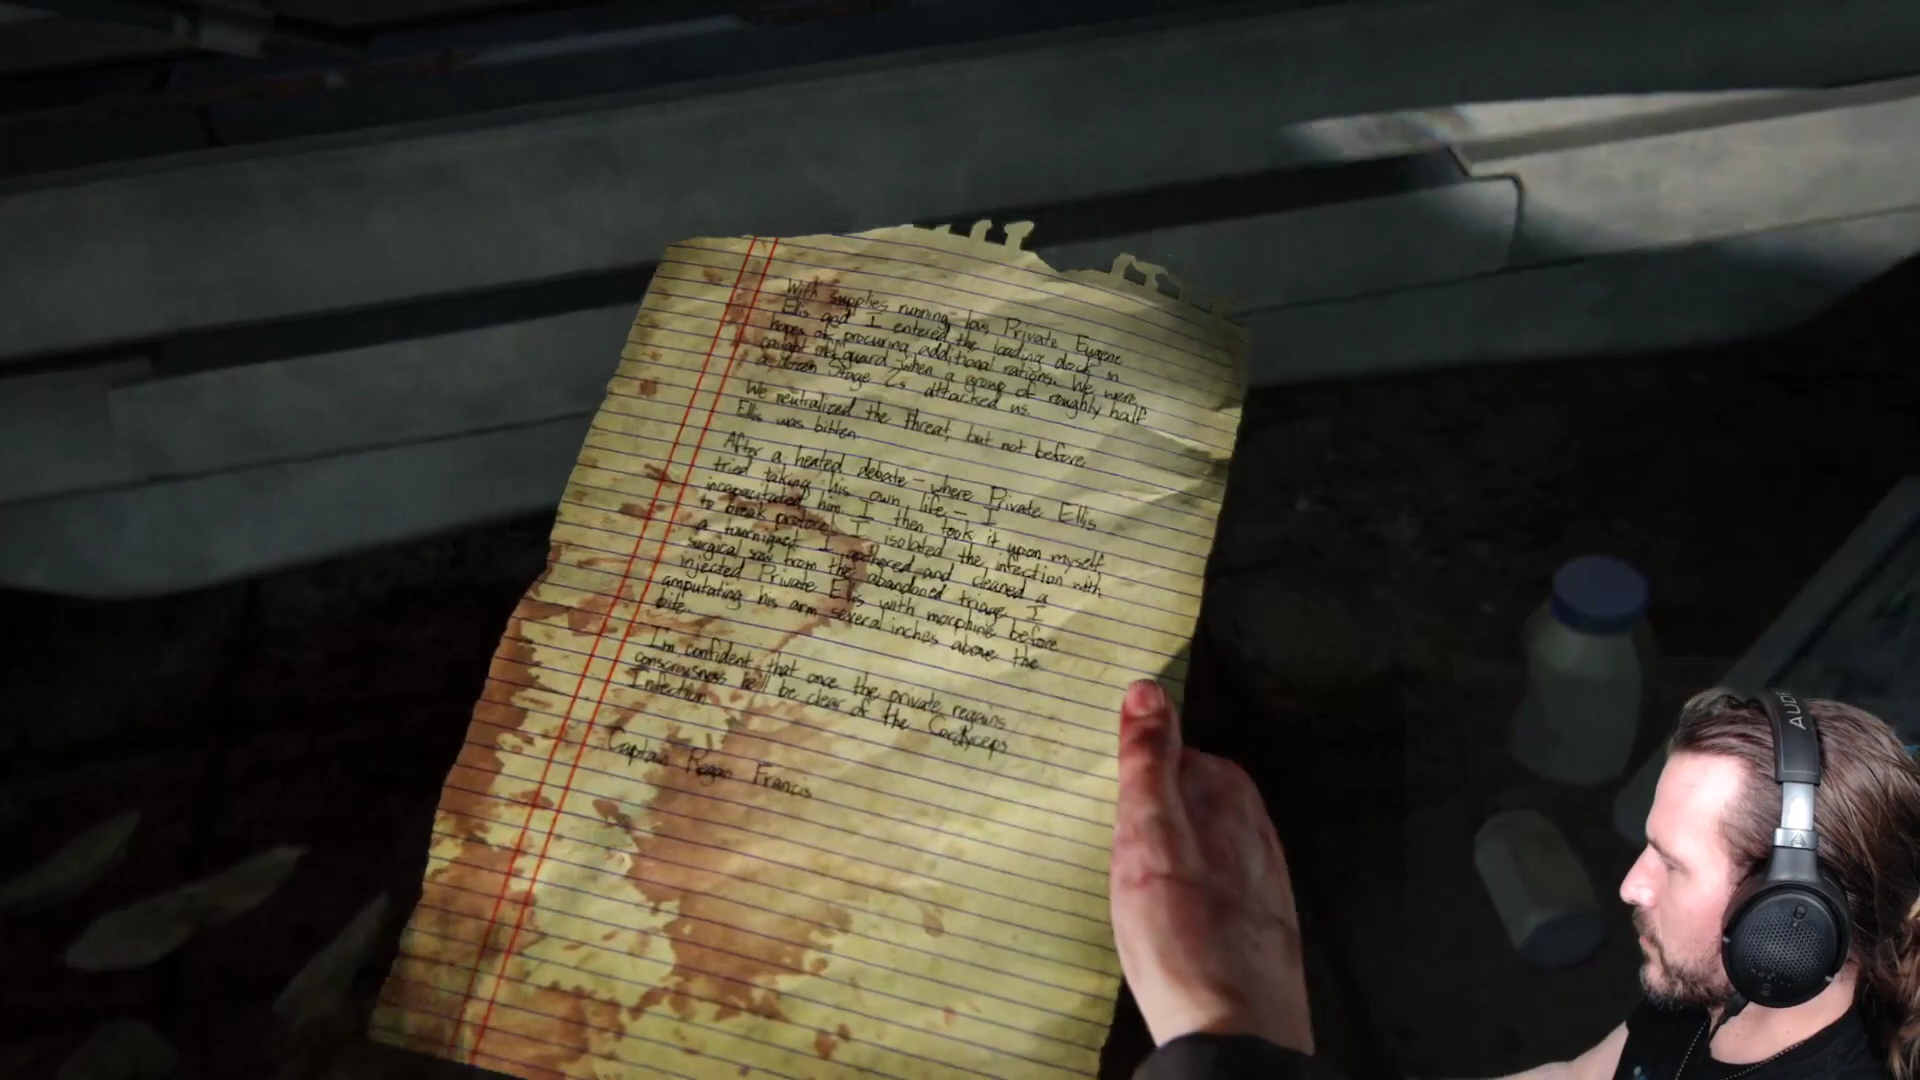 With supplies running low, Private Eugene
Ellis and I entered the loading dock in
hopes of procuring additional rations. We were
caught off guard when a group of roughly half
a dozen Stage 2s attacked us.
We neutralized the threat, but not before
Ellis was bitten.
After a heated debate – where Private Ellis
tried taking his own life – I
incapacitated him. I then took it upon myself
to break protocol. I isolated the infection with
a tourniquet. I gathered and cleaned a
surgical saw from the abandoned triage. I
injected Private Ellis with morphine before
amputating his arm several inches above the
bite.
I'm confident that once the private regains
consciousness he'll be clear of the Cordyceps
Infection.
Captain Regan Francis